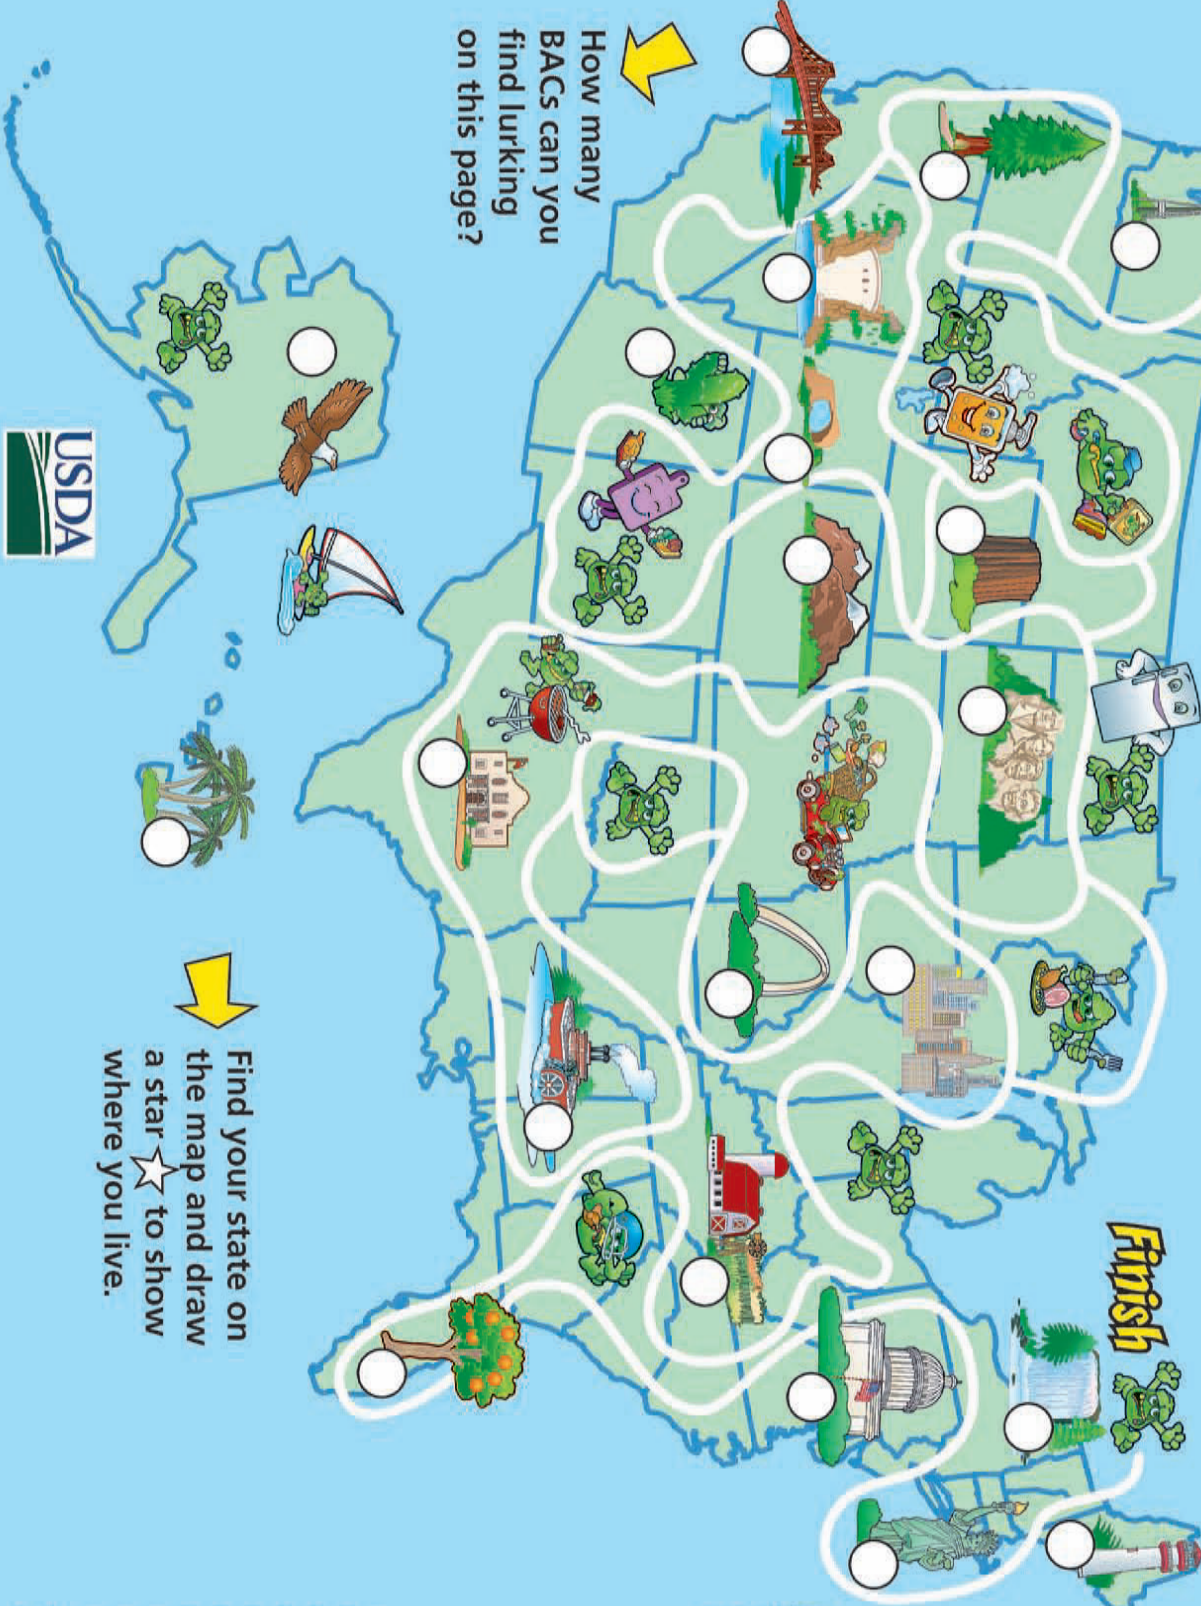 How many
BACs can you
find lurking
on this page?
Finish
Find your state on
the map and draw
a star to show
where you live.
USDA